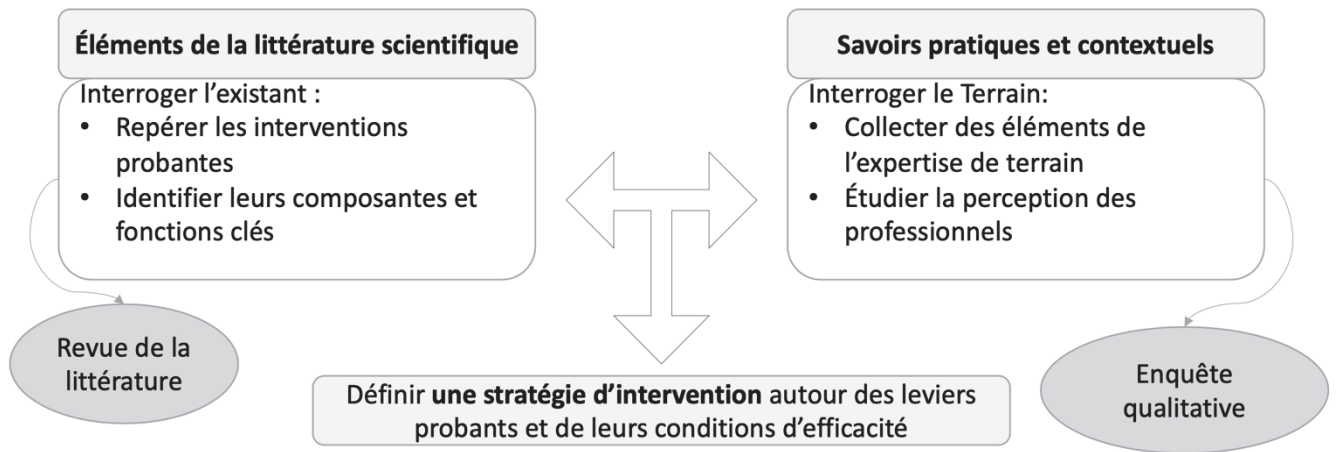 Éléments de la littérature scientifique
Interroger l'existant :
• Repérer les interventions
probantes
• Identifier leurs composantes et
fonctions clés
Revue de la
littérature
Savoirs pratiques et contextuels
Interroger le Terrain:
• Collecter des éléments de
l'expertise de terrain
• Étudier la perception des
professionnels
Enquête
qualitative
Définir une stratégie d'intervention autour des leviers
probants et de leurs conditions d'efficacité